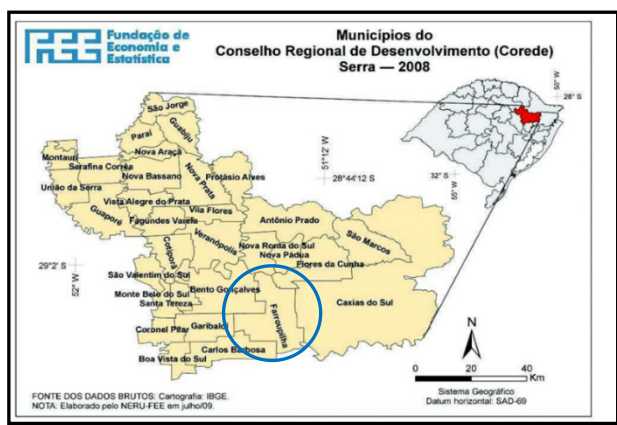 FEE
Fundação de
Economia e
Estatística
Municípios do
Conselho Regional de Desenvolvimento (Corede)
Serra — 2008
50° W
28° S
32° S
55° W
51°12' W
28°44'12 S
29°2' S
52° W
São Jorge
Guabiju
Paraí
Nova Araçá
Montauri
Serafina Corrêa
Nova Bassano
Nova Prata
Protásio Alves
União da Serra
Vista Alegre do Prata
Vila Flores
Guaporé
Fagundes Varela
Antônio Prado
Cotiporã
Veranópolis
Nova Roma do Sul
São Marcos
Nova Pádua
Flores da Cunha
São Valentim do Sul
Bento Gonçalves
Monte Belo do Sul
Santa Tereza
Caxias do Sul
Farroupilha
Coronel Pilar
Garibaldi
Carlos Barbosa
Boa Vista do Sul
N
0 20 40
Km
Sistema Geográfico
Datum horizontal: SAD-69
FONTE DOS DADOS BRUTOS: Cartografia: IBGE.
NOTA: Elaborado pelo NERU-FEE em julho/09.